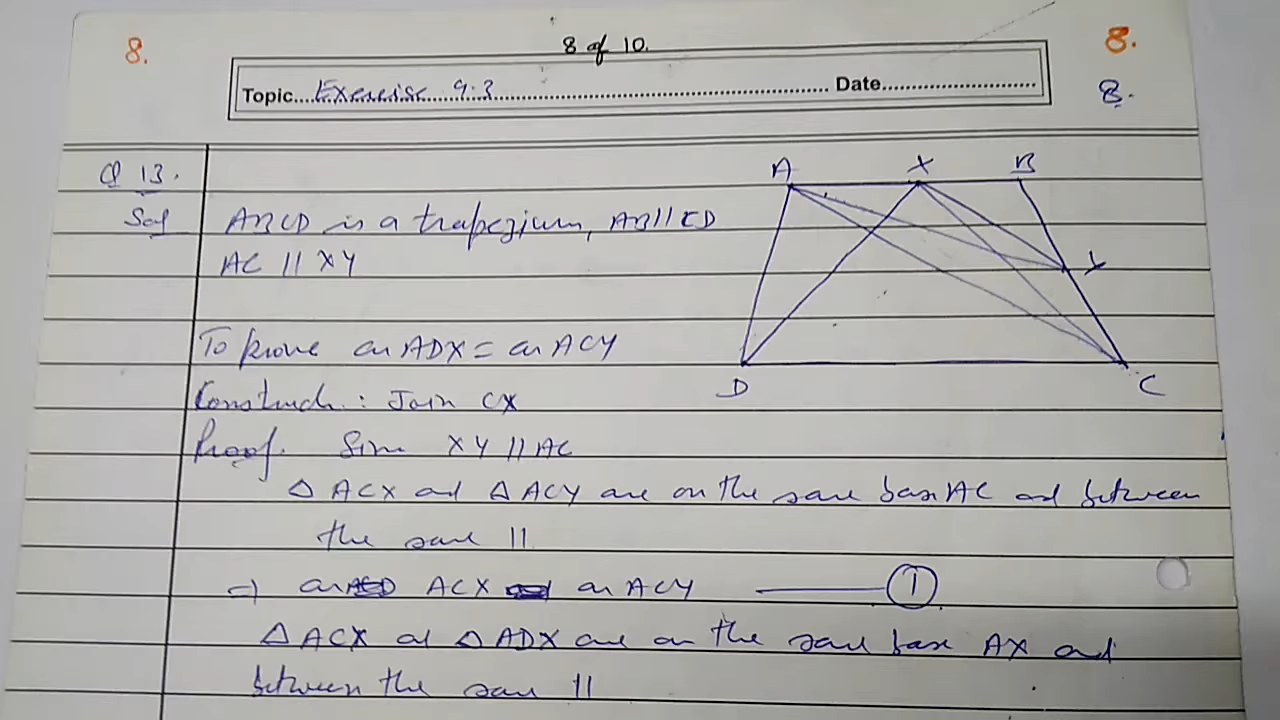 8. 8 of 10. 8.
Topic....Exercise 9.3.... Date.... 8.
Q 13.
A X B
Sol ABCD is a trapezium, AB // CD
AC // XY
Y
To prove ar ADX = ar ACY
D C
Construch : Join CX
Proof. Sinc XY // AC
△ ACX and △ ACY are on the same base AC and between
the same ||
=> ar ACX ar ACY ——— 1
△ ACX and △ ADX are on the same base AX and
between the same ||